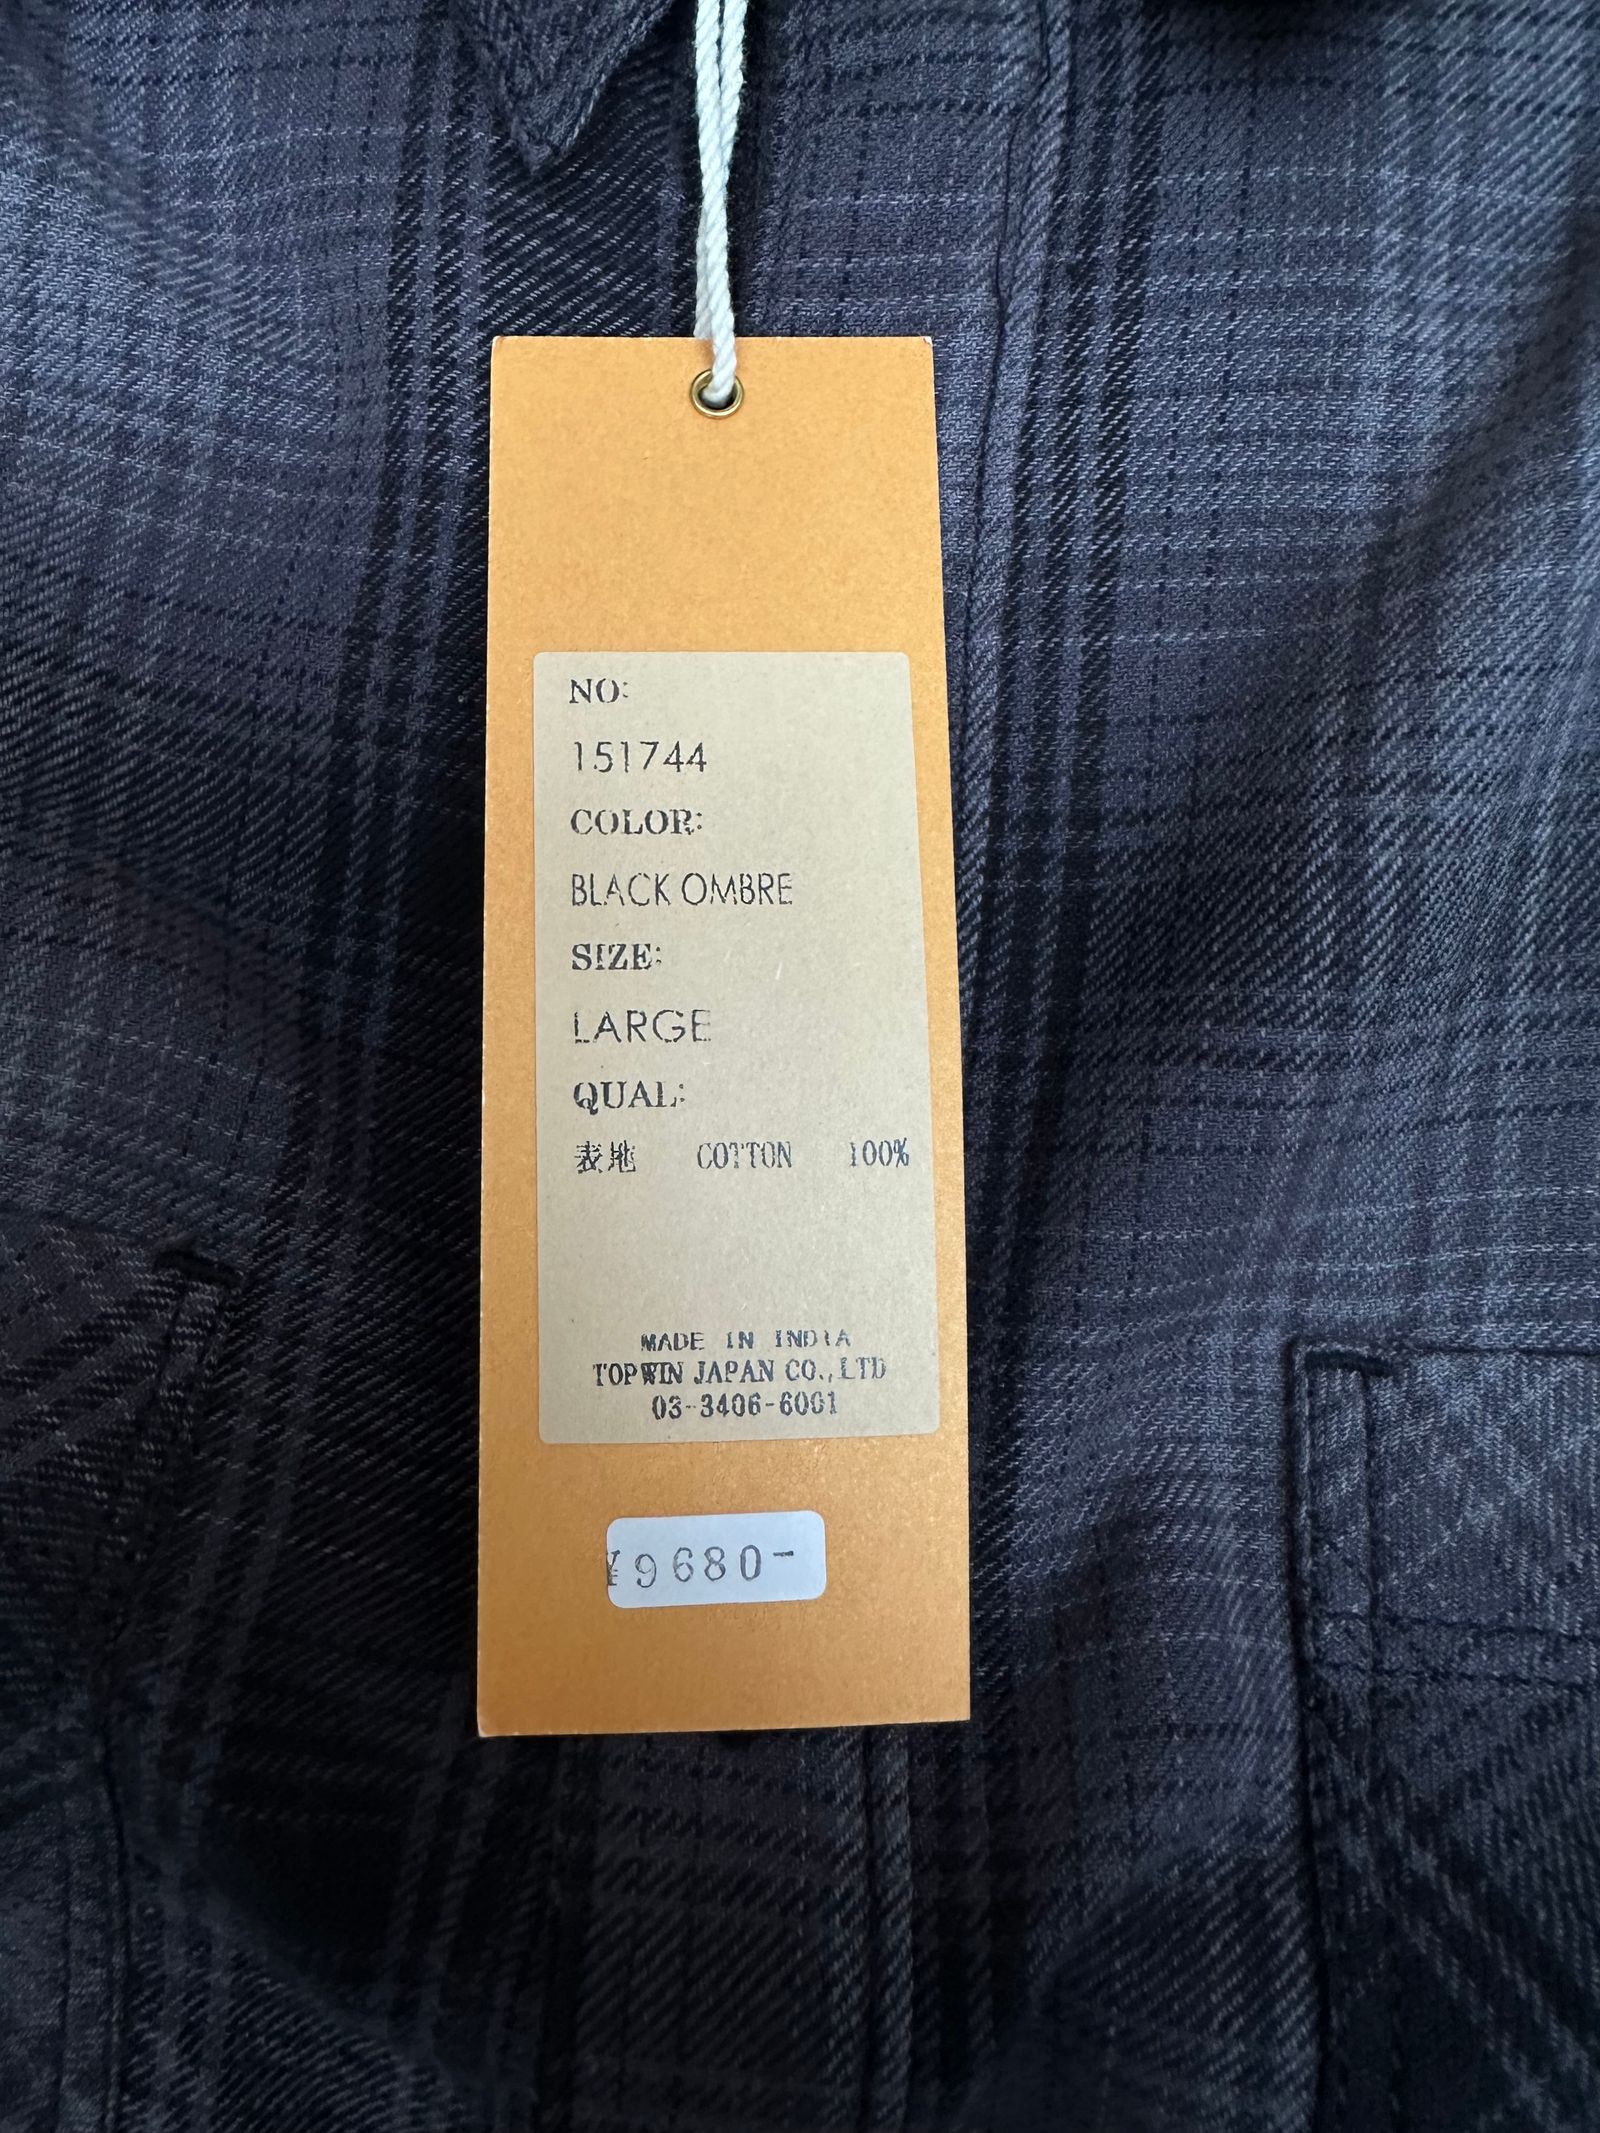 NO:
151744
COLOR:
BLACK OMBRE
SIZE:
LARGE
QUAL:
表地 COTTON 100%
MADE IN INDIA
TOPWIN JAPAN CO.,LTD
03-3406-6001
¥9680-